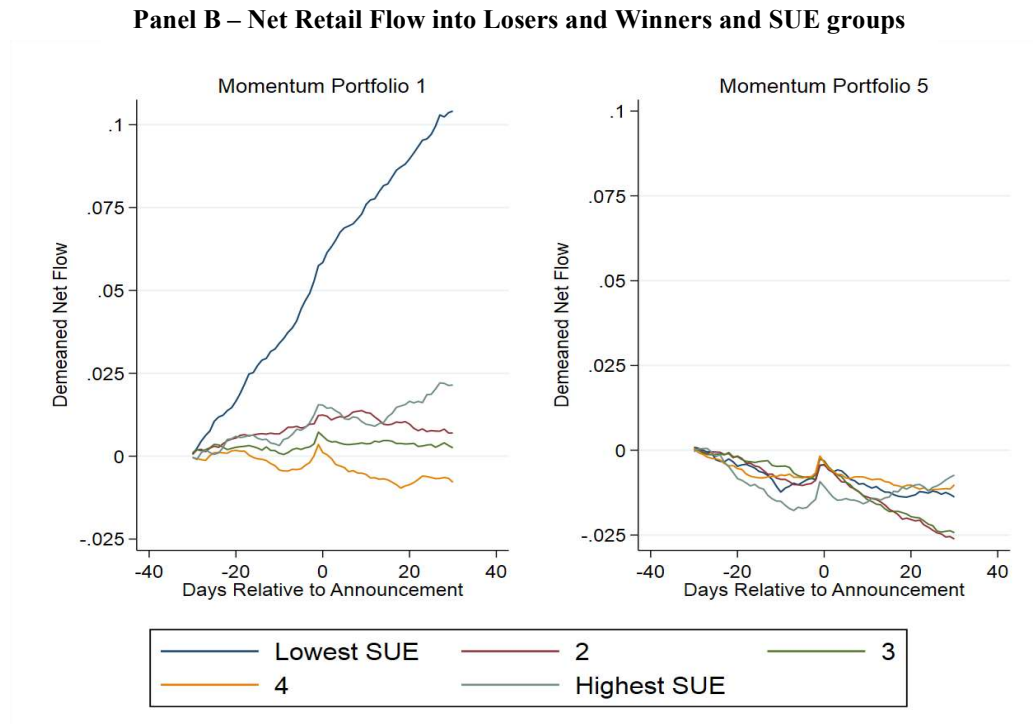 Panel B – Net Retail Flow into Losers and Winners and SUE groups
Momentum Portfolio 1
Demeaned Net Flow
.1
.075
.05
.025
0
-.025
-40
-20
0
20
40
Days Relative to Announcement
Momentum Portfolio 5
Demeaned Net Flow
.1
.075
.05
.025
0
-.025
-40
-20
0
20
40
Days Relative to Announcement
Lowest SUE
2
3
4
Highest SUE